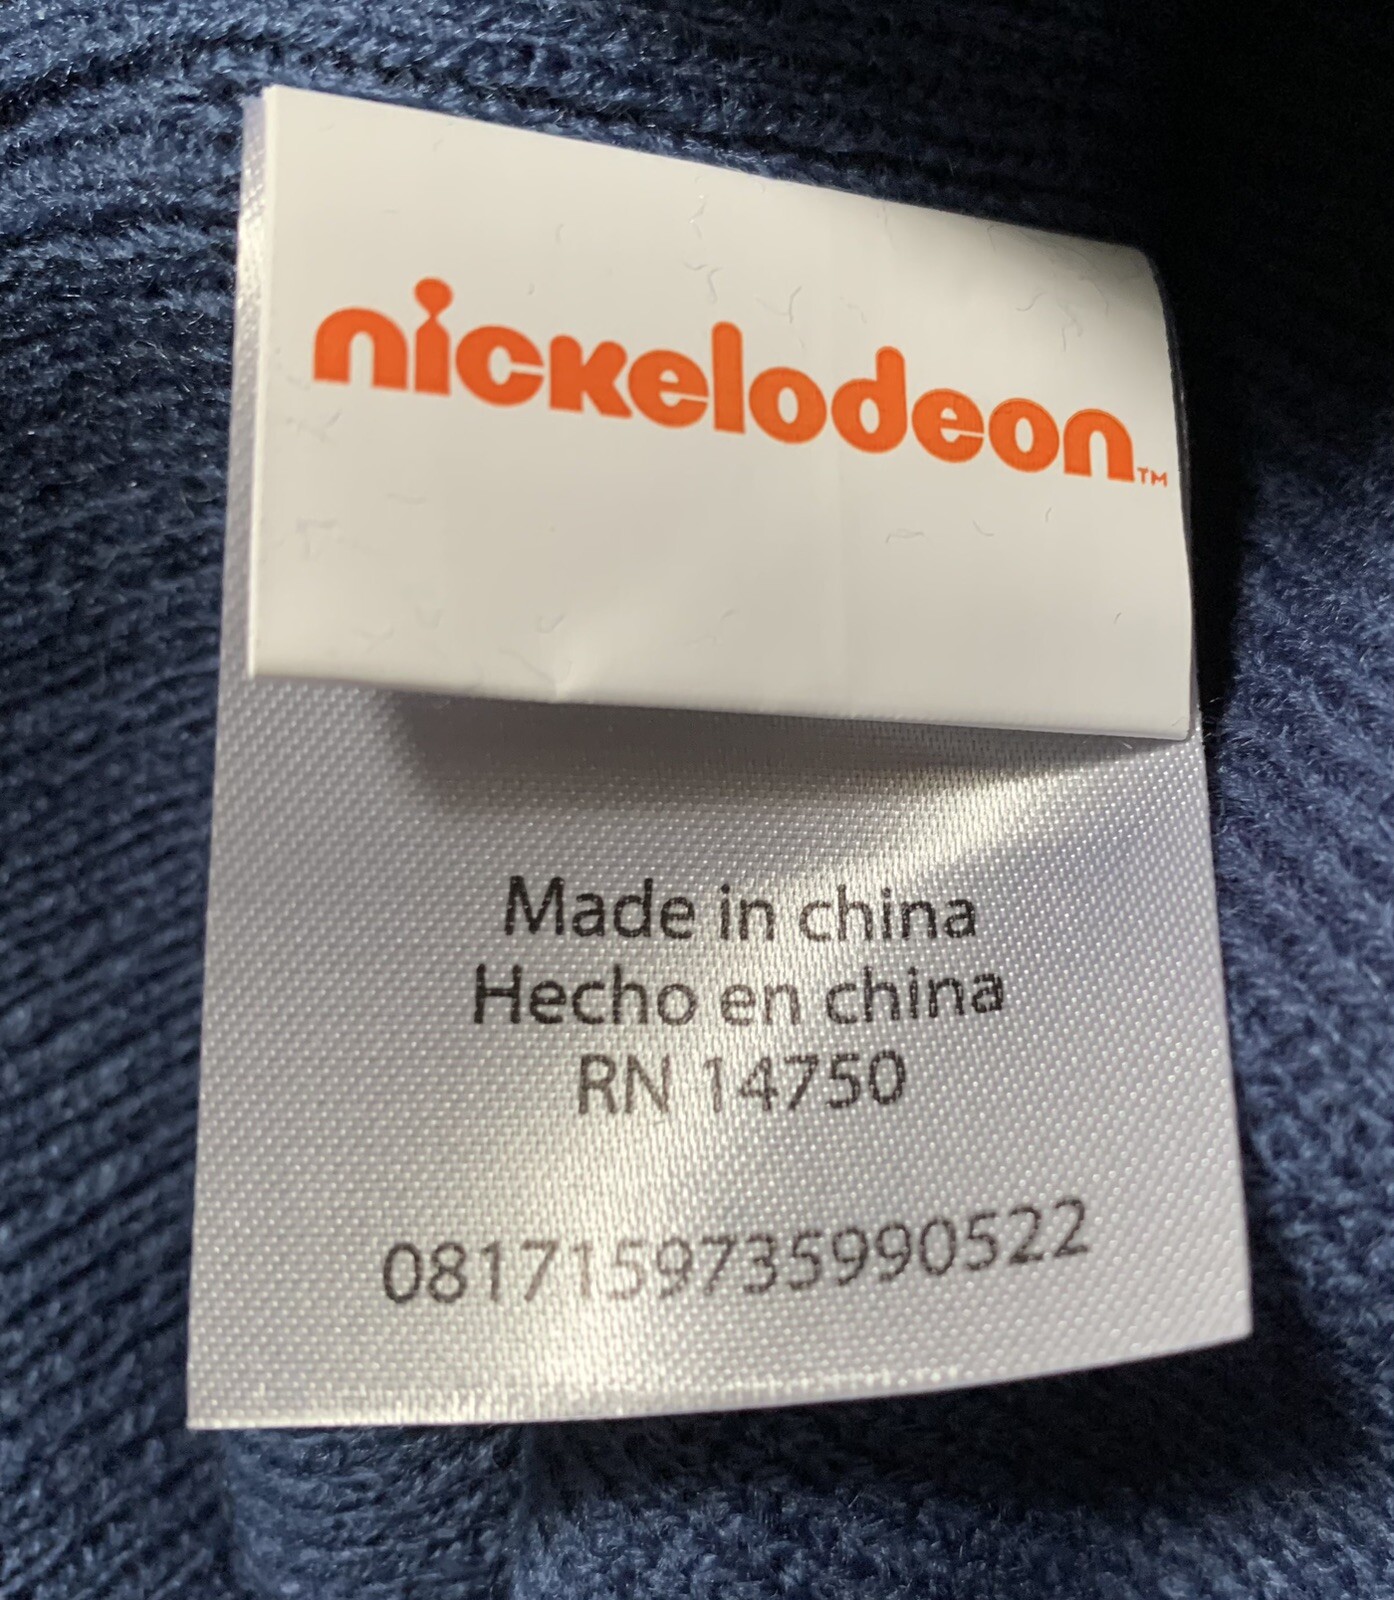 nickelodeon™
Made in china
Hecho en china
RN 14750
0817159735990522